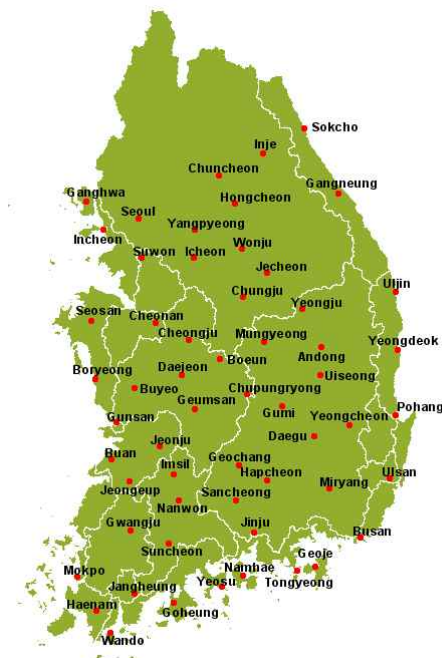 Sokcho
Inje
Chuncheon
Ganghwa
Gangneung
Hongcheon
Seoul
Yangpyeong
Incheon
Wonju
Suwon
Icheon
Jecheon
Uljin
Chungju
Yeongju
Seosan
Cheonan
Cheongju
Mungyeong
Yeongdeok
Andong
Boeun
Boryeong
Daejeon
Uiseong
Buyeo
Chupungryong
Geumsan
Gumi
Pohang
Gunsan
Yeongcheon
Daegu
Jeonju
Buan
Geochang
Imsil
Hapcheon
Ulsan
Jeongeup
Sancheong
Miryang
Nanwon
Gwangju
Jinju
Busan
Suncheon
Geoje
Namhae
Mokpo
Yeosu
Tongyeong
Jangheung
Haenam
Goheung
Wando